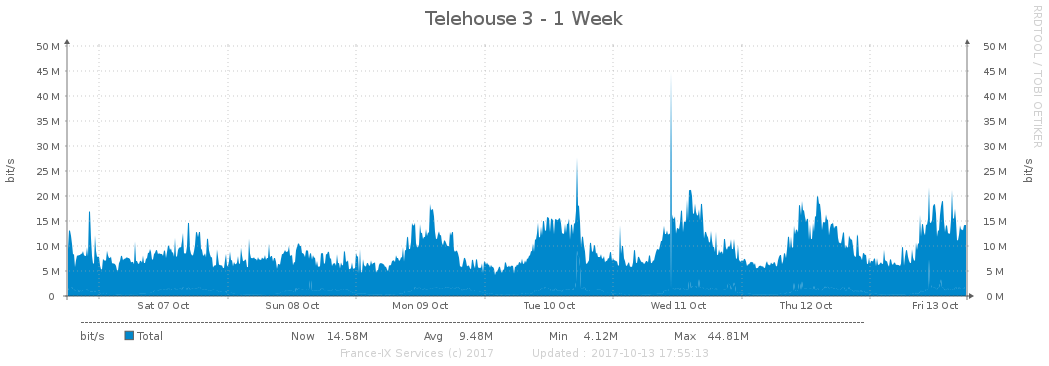 Telehouse 3 - 1 Week
RRDTOOL / TOBI OETIKER
50 M 50 M
45 M 45 M
40 M 40 M
35 M 35 M
30 M 30 M
25 M 25 M
20 M 20 M
15 M 15 M
10 M 10 M
5 M 5 M
0 0 M
bit/s bit/s
Sat 07 Oct Sun 08 Oct Mon 09 Oct Tue 10 Oct Wed 11 Oct Thu 12 Oct Fri 13 Oct
bit/s Total Now 14.58M Avg 9.48M Min 4.12M Max 44.81M
France-IX Services (c) 2017 Updated : 2017-10-13 17:55:13